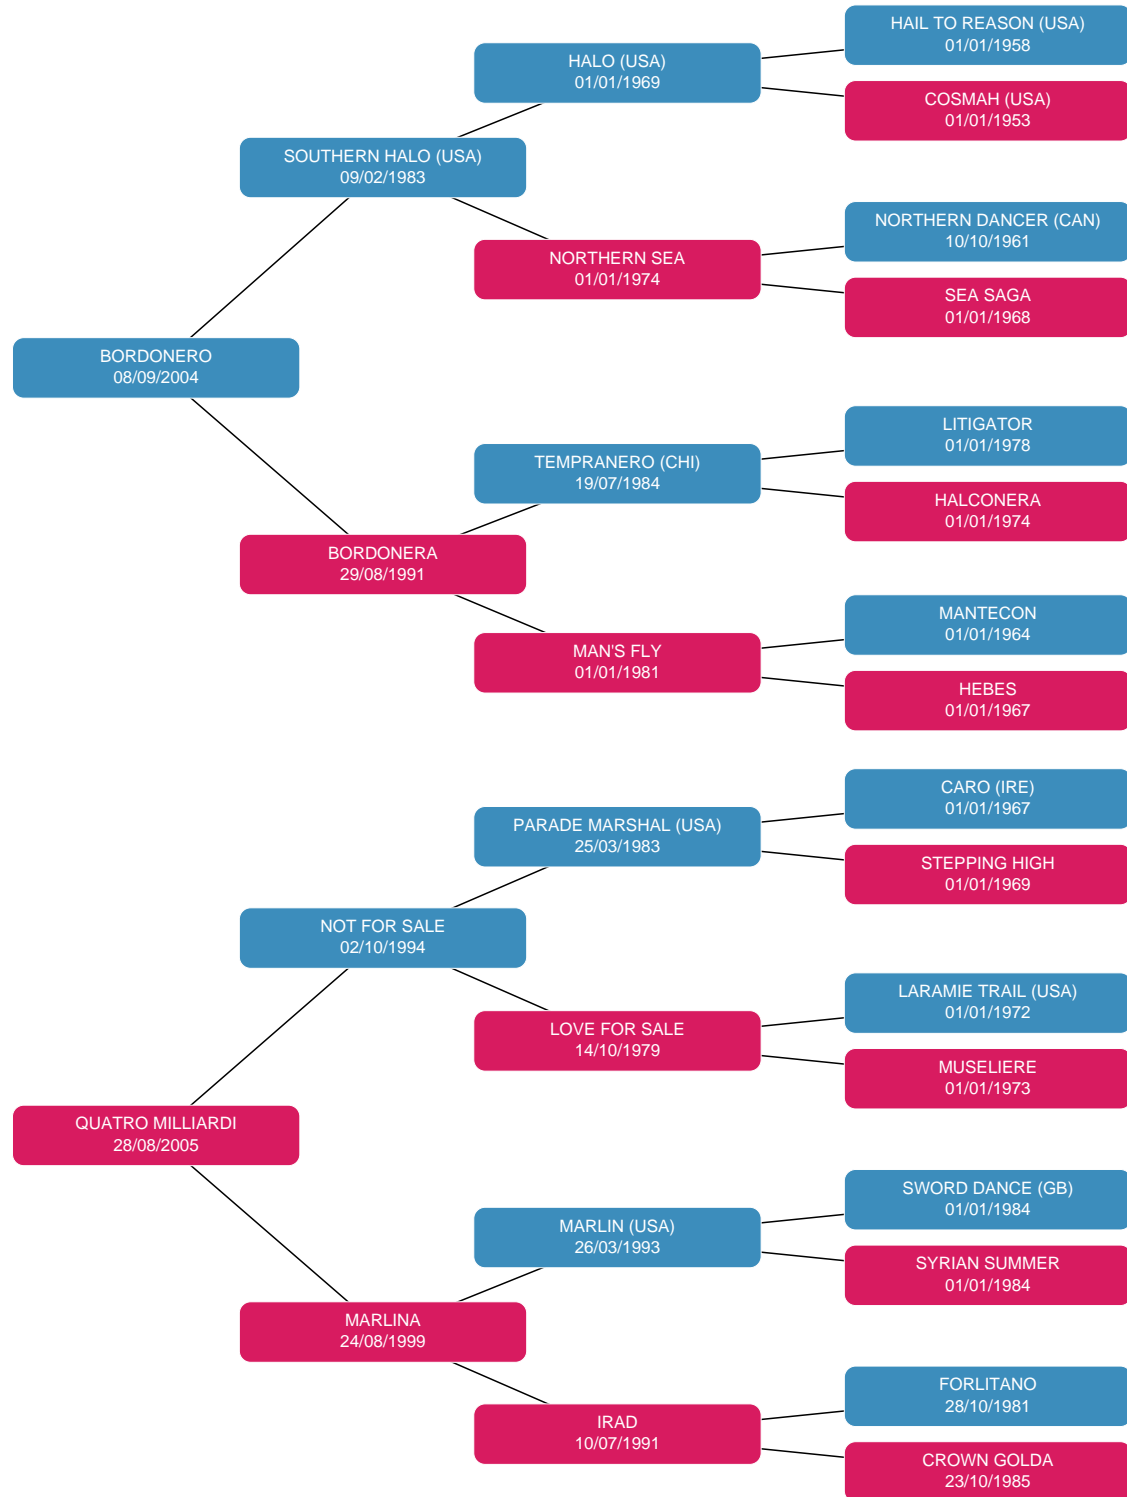 HAIL TO REASON (USA)
01/01/1958
HALO (USA)
01/01/1969
COSMAH (USA)
01/01/1953
SOUTHERN HALO (USA)
09/02/1983
NORTHERN DANCER (CAN)
10/10/1961
NORTHERN SEA
01/01/1974
SEA SAGA
01/01/1968
BORDONERO
08/09/2004
LITIGATOR
01/01/1978
TEMPRANERO (CHI)
19/07/1984
HALCONERA
01/01/1974
BORDONERA
29/08/1991
MANTECON
01/01/1964
MAN'S FLY
01/01/1981
HEBES
01/01/1967
CARO (IRE)
01/01/1967
PARADE MARSHAL (USA)
25/03/1983
STEPPING HIGH
01/01/1969
NOT FOR SALE
02/10/1994
LARAMIE TRAIL (USA)
01/01/1972
LOVE FOR SALE
14/10/1979
MUSELIERE
01/01/1973
QUATRO MILLIARDI
28/08/2005
SWORD DANCE (GB)
01/01/1984
MARLIN (USA)
26/03/1993
SYRIAN SUMMER
01/01/1984
MARLINA
24/08/1999
FORLITANO
28/10/1981
IRAD
10/07/1991
CROWN GOLDA
23/10/1985